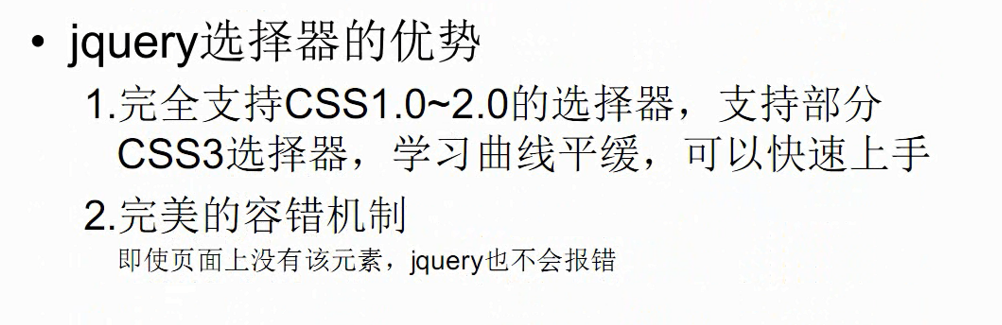 • jquery选择器的优势
1.完全支持CSS1.0~2.0的选择器，支持部分
CSS3选择器，学习曲线平缓，可以快速上手
2.完美的容错机制
即使页面上没有该元素，jquery也不会报错